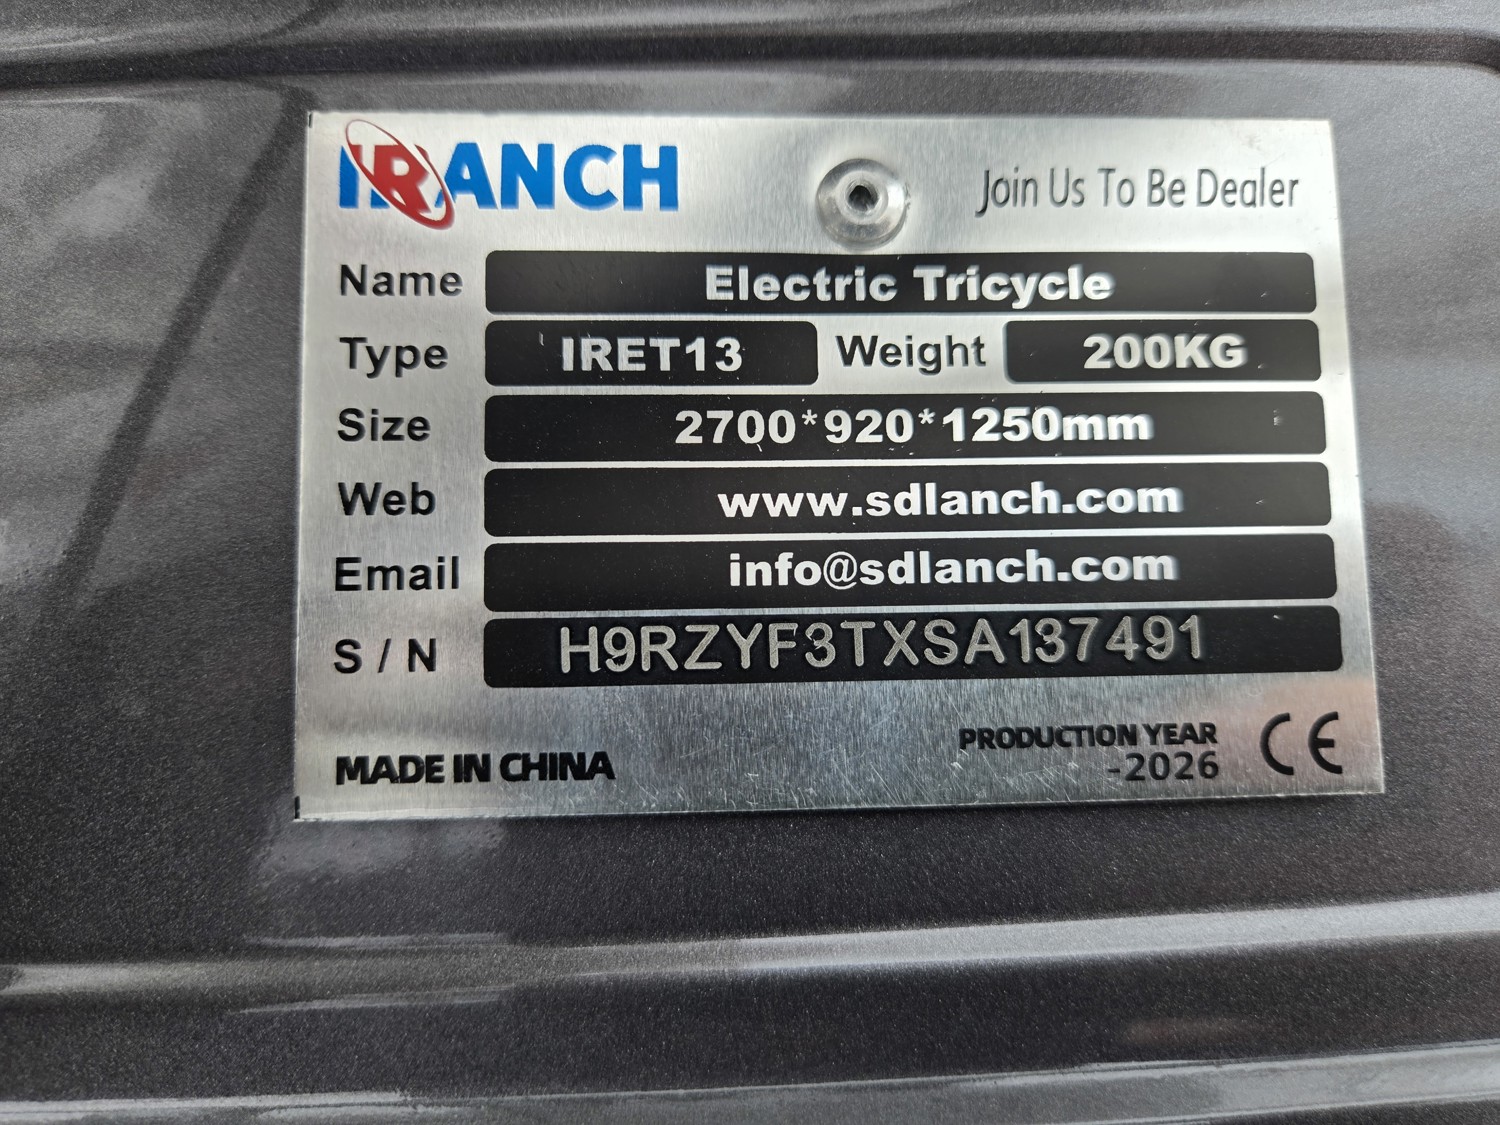 IRANCH
Join Us To Be Dealer
Name Electric Tricycle
Type IRET13 Weight 200KG
Size 2700*920*1250mm
Web www.sdlanch.com
Email info@sdlanch.com
S / N H9RZYF3TXSA137491
MADE IN CHINA
PRODUCTION YEAR
-2026
CE